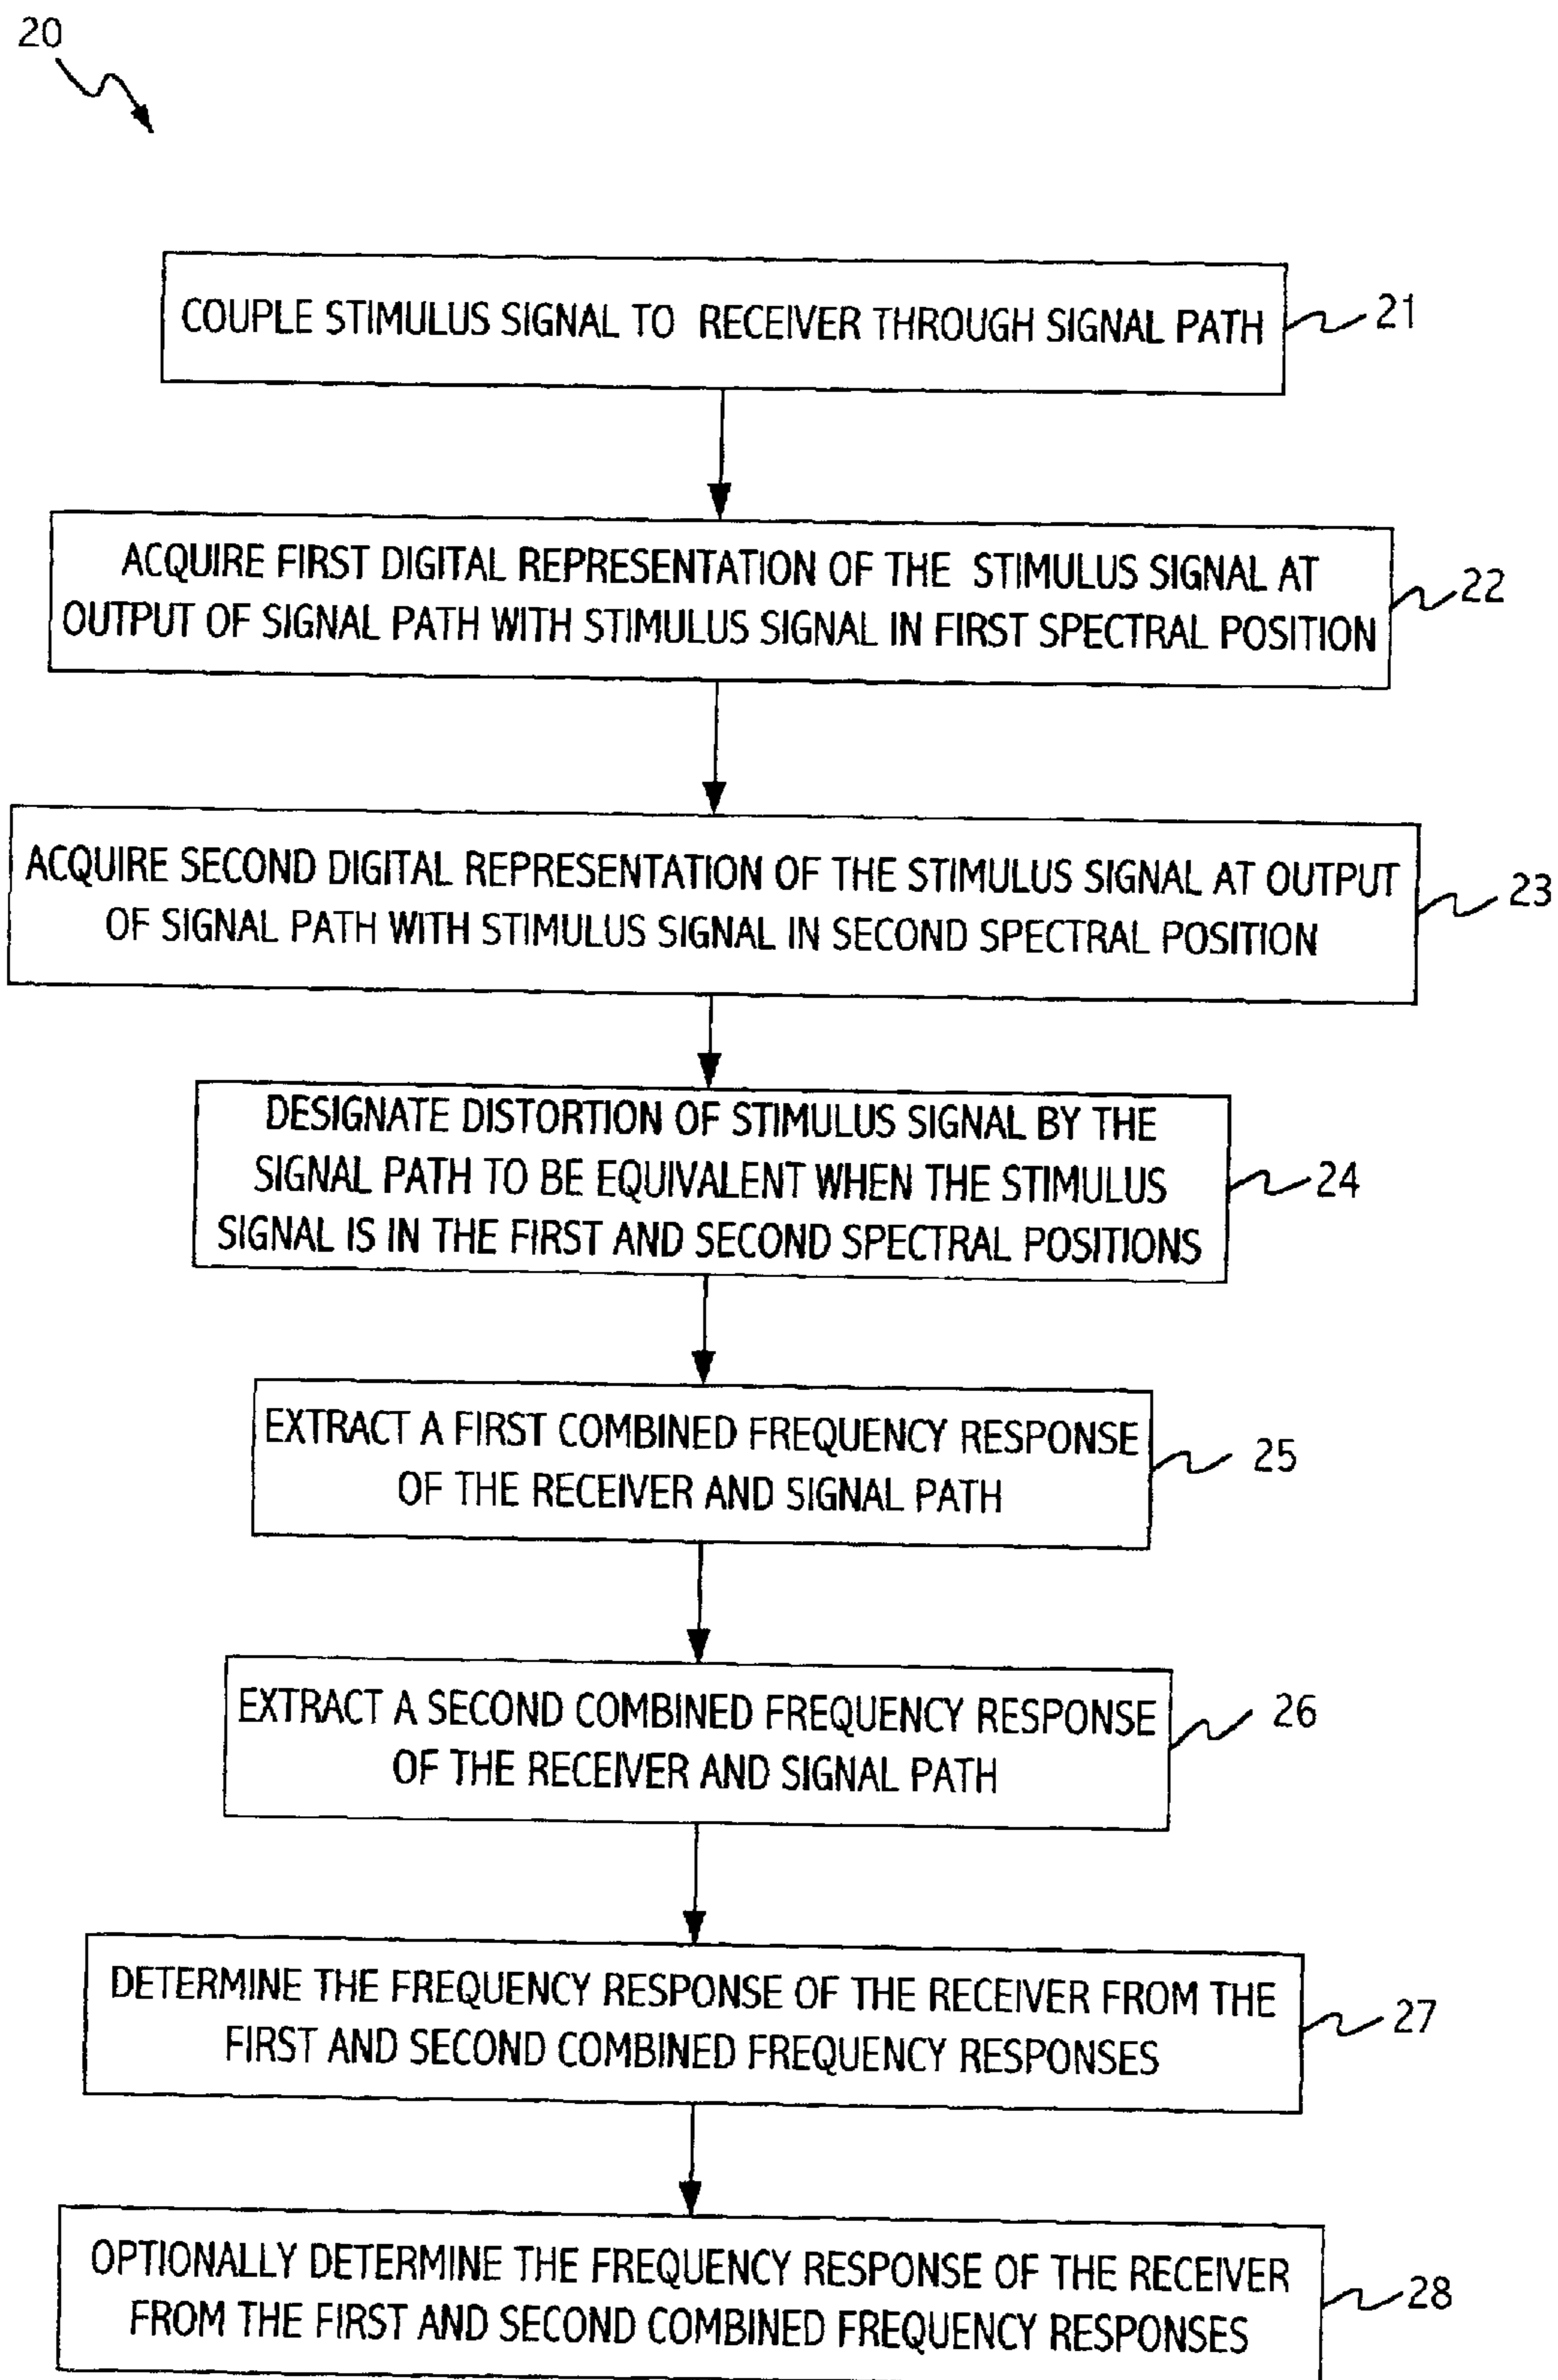 20
COUPLE STIMULUS SIGNAL TO RECEIVER THROUGH SIGNAL PATH
21
ACQUIRE FIRST DIGITAL REPRESENTATION OF THE STIMULUS SIGNAL AT
OUTPUT OF SIGNAL PATH WITH STIMULUS SIGNAL IN FIRST SPECTRAL POSITION
22
ACQUIRE SECOND DIGITAL REPRESENTATION OF THE STIMULUS SIGNAL AT OUTPUT
OF SIGNAL PATH WITH STIMULUS SIGNAL IN SECOND SPECTRAL POSITION
23
DESIGNATE DISTORTION OF STIMULUS SIGNAL BY THE
SIGNAL PATH TO BE EQUIVALENT WHEN THE STIMULUS
SIGNAL IS IN THE FIRST AND SECOND SPECTRAL POSITIONS
24
EXTRACT A FIRST COMBINED FREQUENCY RESPONSE
OF THE RECEIVER AND SIGNAL PATH
25
EXTRACT A SECOND COMBINED FREQUENCY RESPONSE
OF THE RECEIVER AND SIGNAL PATH
26
DETERMINE THE FREQUENCY RESPONSE OF THE RECEIVER FROM THE
FIRST AND SECOND COMBINED FREQUENCY RESPONSES
27
OPTIONALLY DETERMINE THE FREQUENCY RESPONSE OF THE RECEIVER
FROM THE FIRST AND SECOND COMBINED FREQUENCY RESPONSES
28